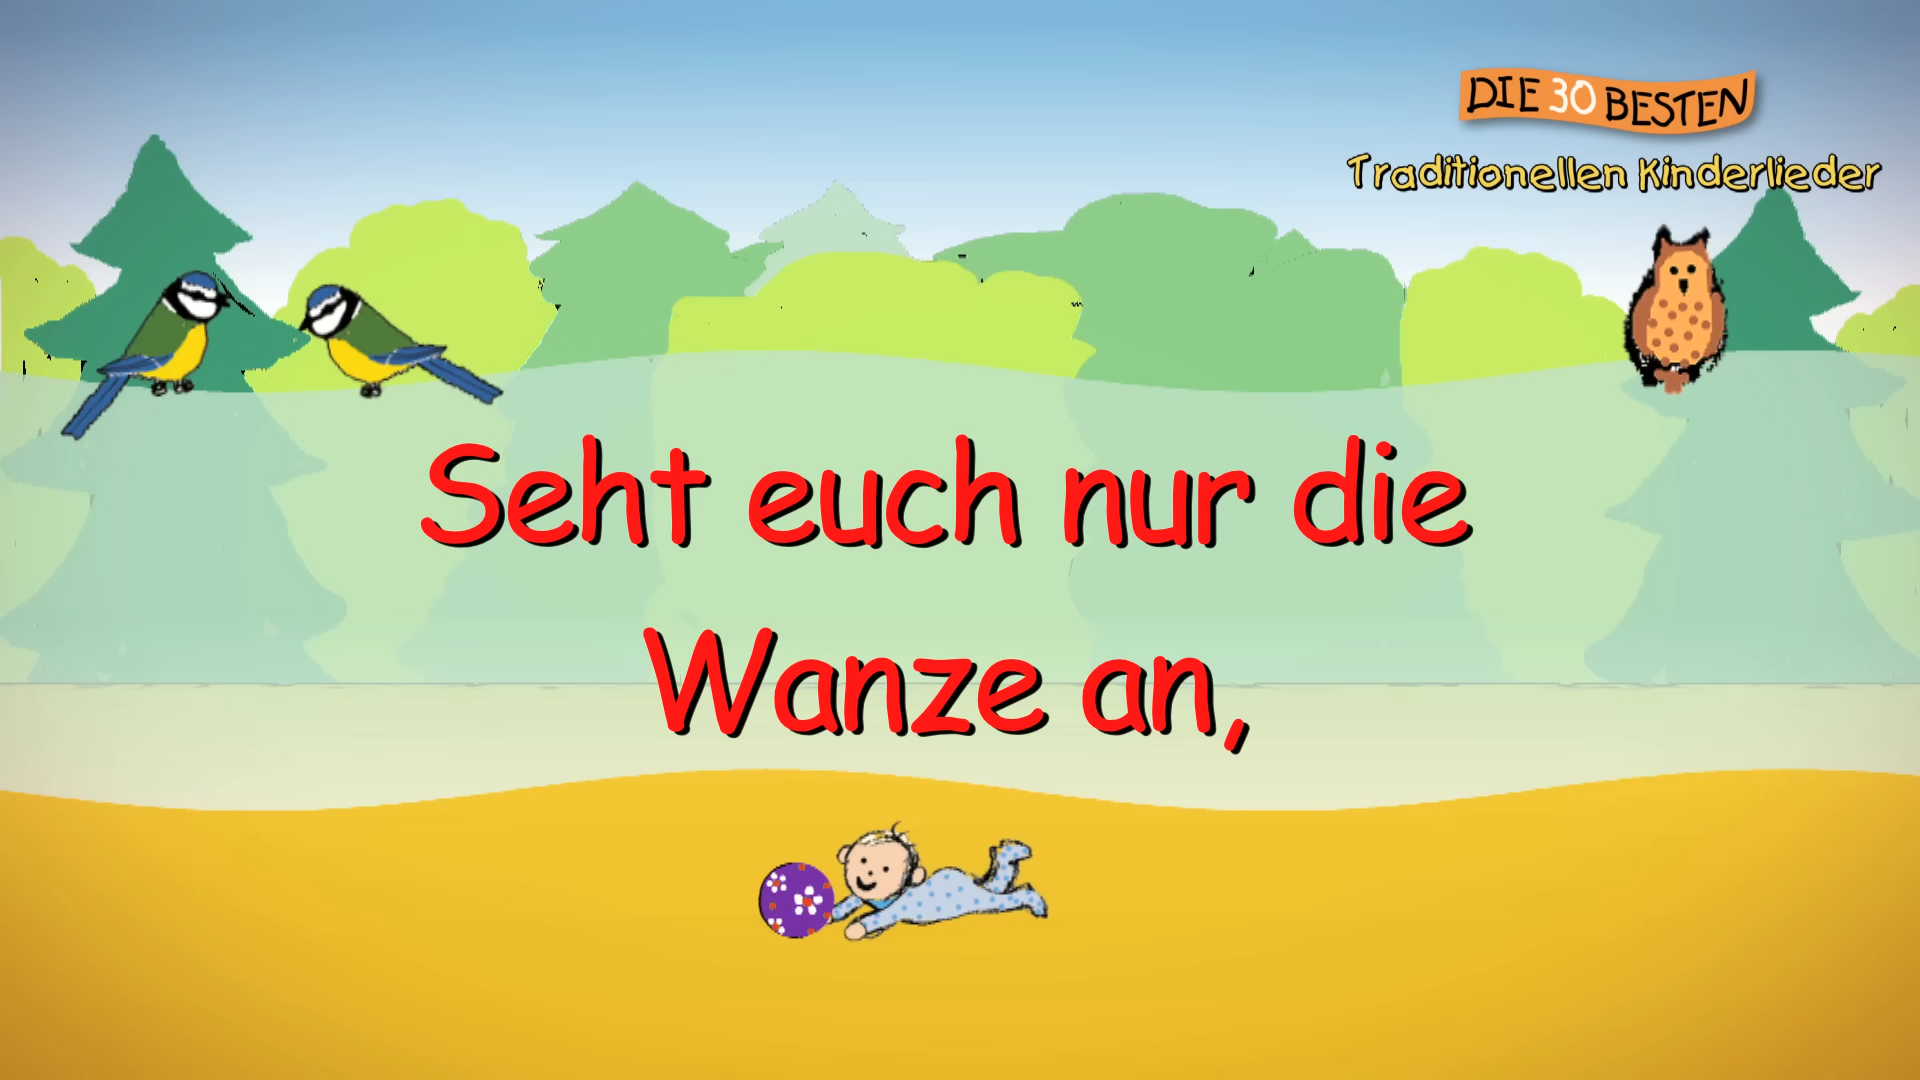 DIE 30 BESTEN
Traditionellen Kinderlieder
Seht euch nur die
Wanze an,